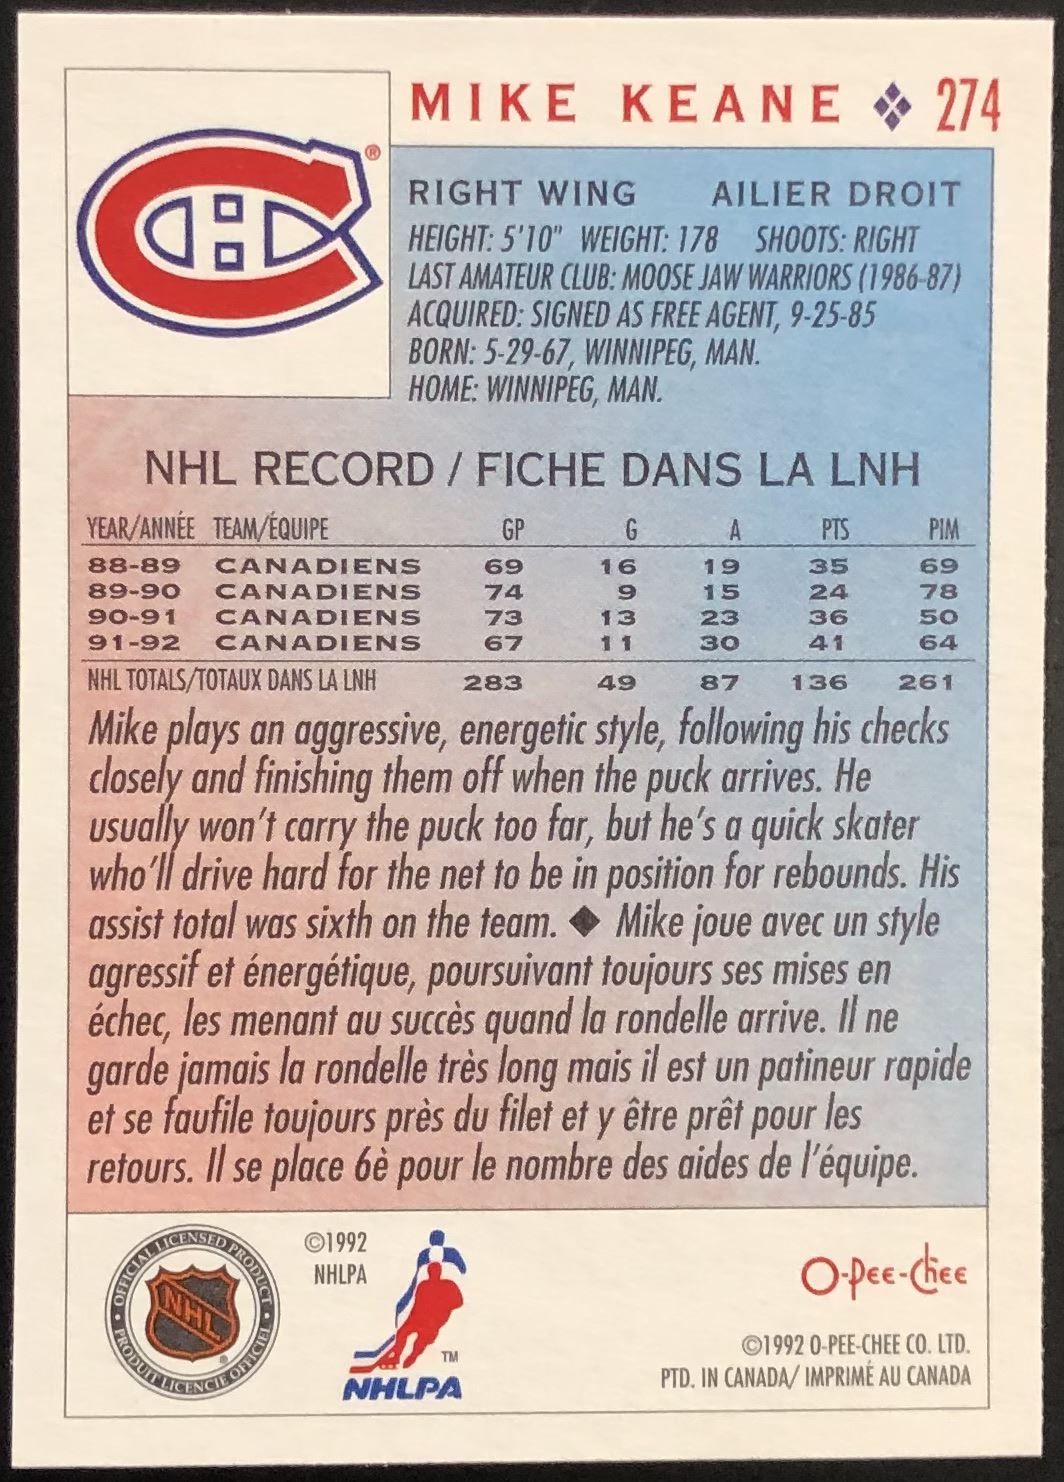 MIKE KEANE 274
®
RIGHT WING AILIER DROIT
HEIGHT: 5'10" WEIGHT: 178 SHOOTS: RIGHT
LAST AMATEUR CLUB: MOOSE JAW WARRIORS (1986-87)
ACQUIRED: SIGNED AS FREE AGENT, 9-25-85
BORN: 5-29-67, WINNIPEG, MAN.
HOME: WINNIPEG, MAN.
NHL RECORD / FICHE DANS LA LNH
YEAR/ANNÉE TEAM/ÉQUIPE GP G A PTS PIM
88-89 CANADIENS 69 16 19 35 69
89-90 CANADIENS 74 9 15 24 78
90-91 CANADIENS 73 13 23 36 50
91-92 CANADIENS 67 11 30 41 64
NHL TOTALS/TOTAUX DANS LA LNH 283 49 87 136 261
Mike plays an aggressive, energetic style, following his checks
closely and finishing them off when the puck arrives. He
usually won't carry the puck too far, but he's a quick skater
who'll drive hard for the net to be in position for rebounds. His
assist total was sixth on the team. ◆ Mike joue avec un style
agressif et énergétique, poursuivant toujours ses mises en
échec, les menant au succès quand la rondelle arrive. Il ne
garde jamais la rondelle très long mais il est un patineur rapide
et se faufile toujours près du filet et y être prêt pour les
retours. Il se place 6è pour le nombre des aides de l'équipe.
OFFICIAL LICENSED PRODUCT • PRODUIT LICENCIE OFFICIEL •
NHL
®
©1992
NHLPA
TM
NHLPA
O-Pee-Chee
©1992 O-PEE-CHEE CO. LTD.
PTD. IN CANADA/ IMPRIMÉ AU CANADA